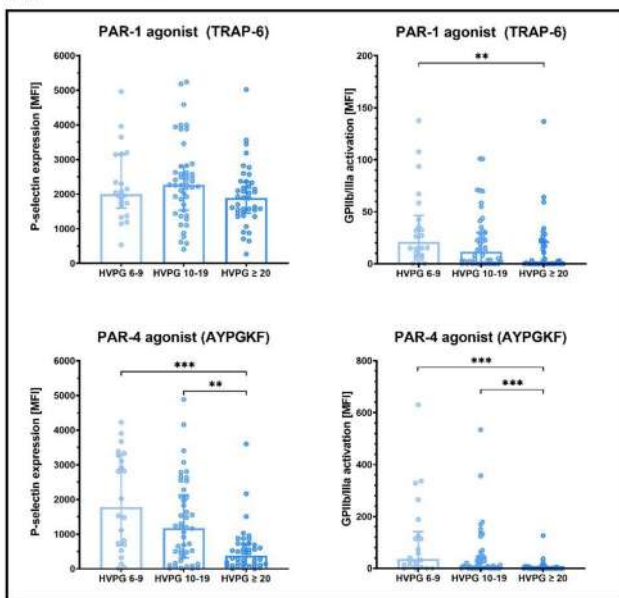 PAR-1 agonist (TRAP-6)
P-selectin expression [MFI]
6000
5000
4000
3000
2000
1000
0
HVPG 6-9 HVPG 10-19 HVPG ≥ 20
PAR-1 agonist (TRAP-6)
GPIIb/IIIa activation [MFI]
200
150
100
50
0
**
HVPG 6-9 HVPG 10-19 HVPG ≥ 20
PAR-4 agonist (AYPGKF)
P-selectin expression [MFI]
6000
5000
4000
3000
2000
1000
0
***
**
HVPG 6-9 HVPG 10-19 HVPG ≥ 20
PAR-4 agonist (AYPGKF)
GPIIb/IIIa activation [MFI]
800
600
400
200
0
***
***
HVPG 6-9 HVPG 10-19 HVPG ≥ 20